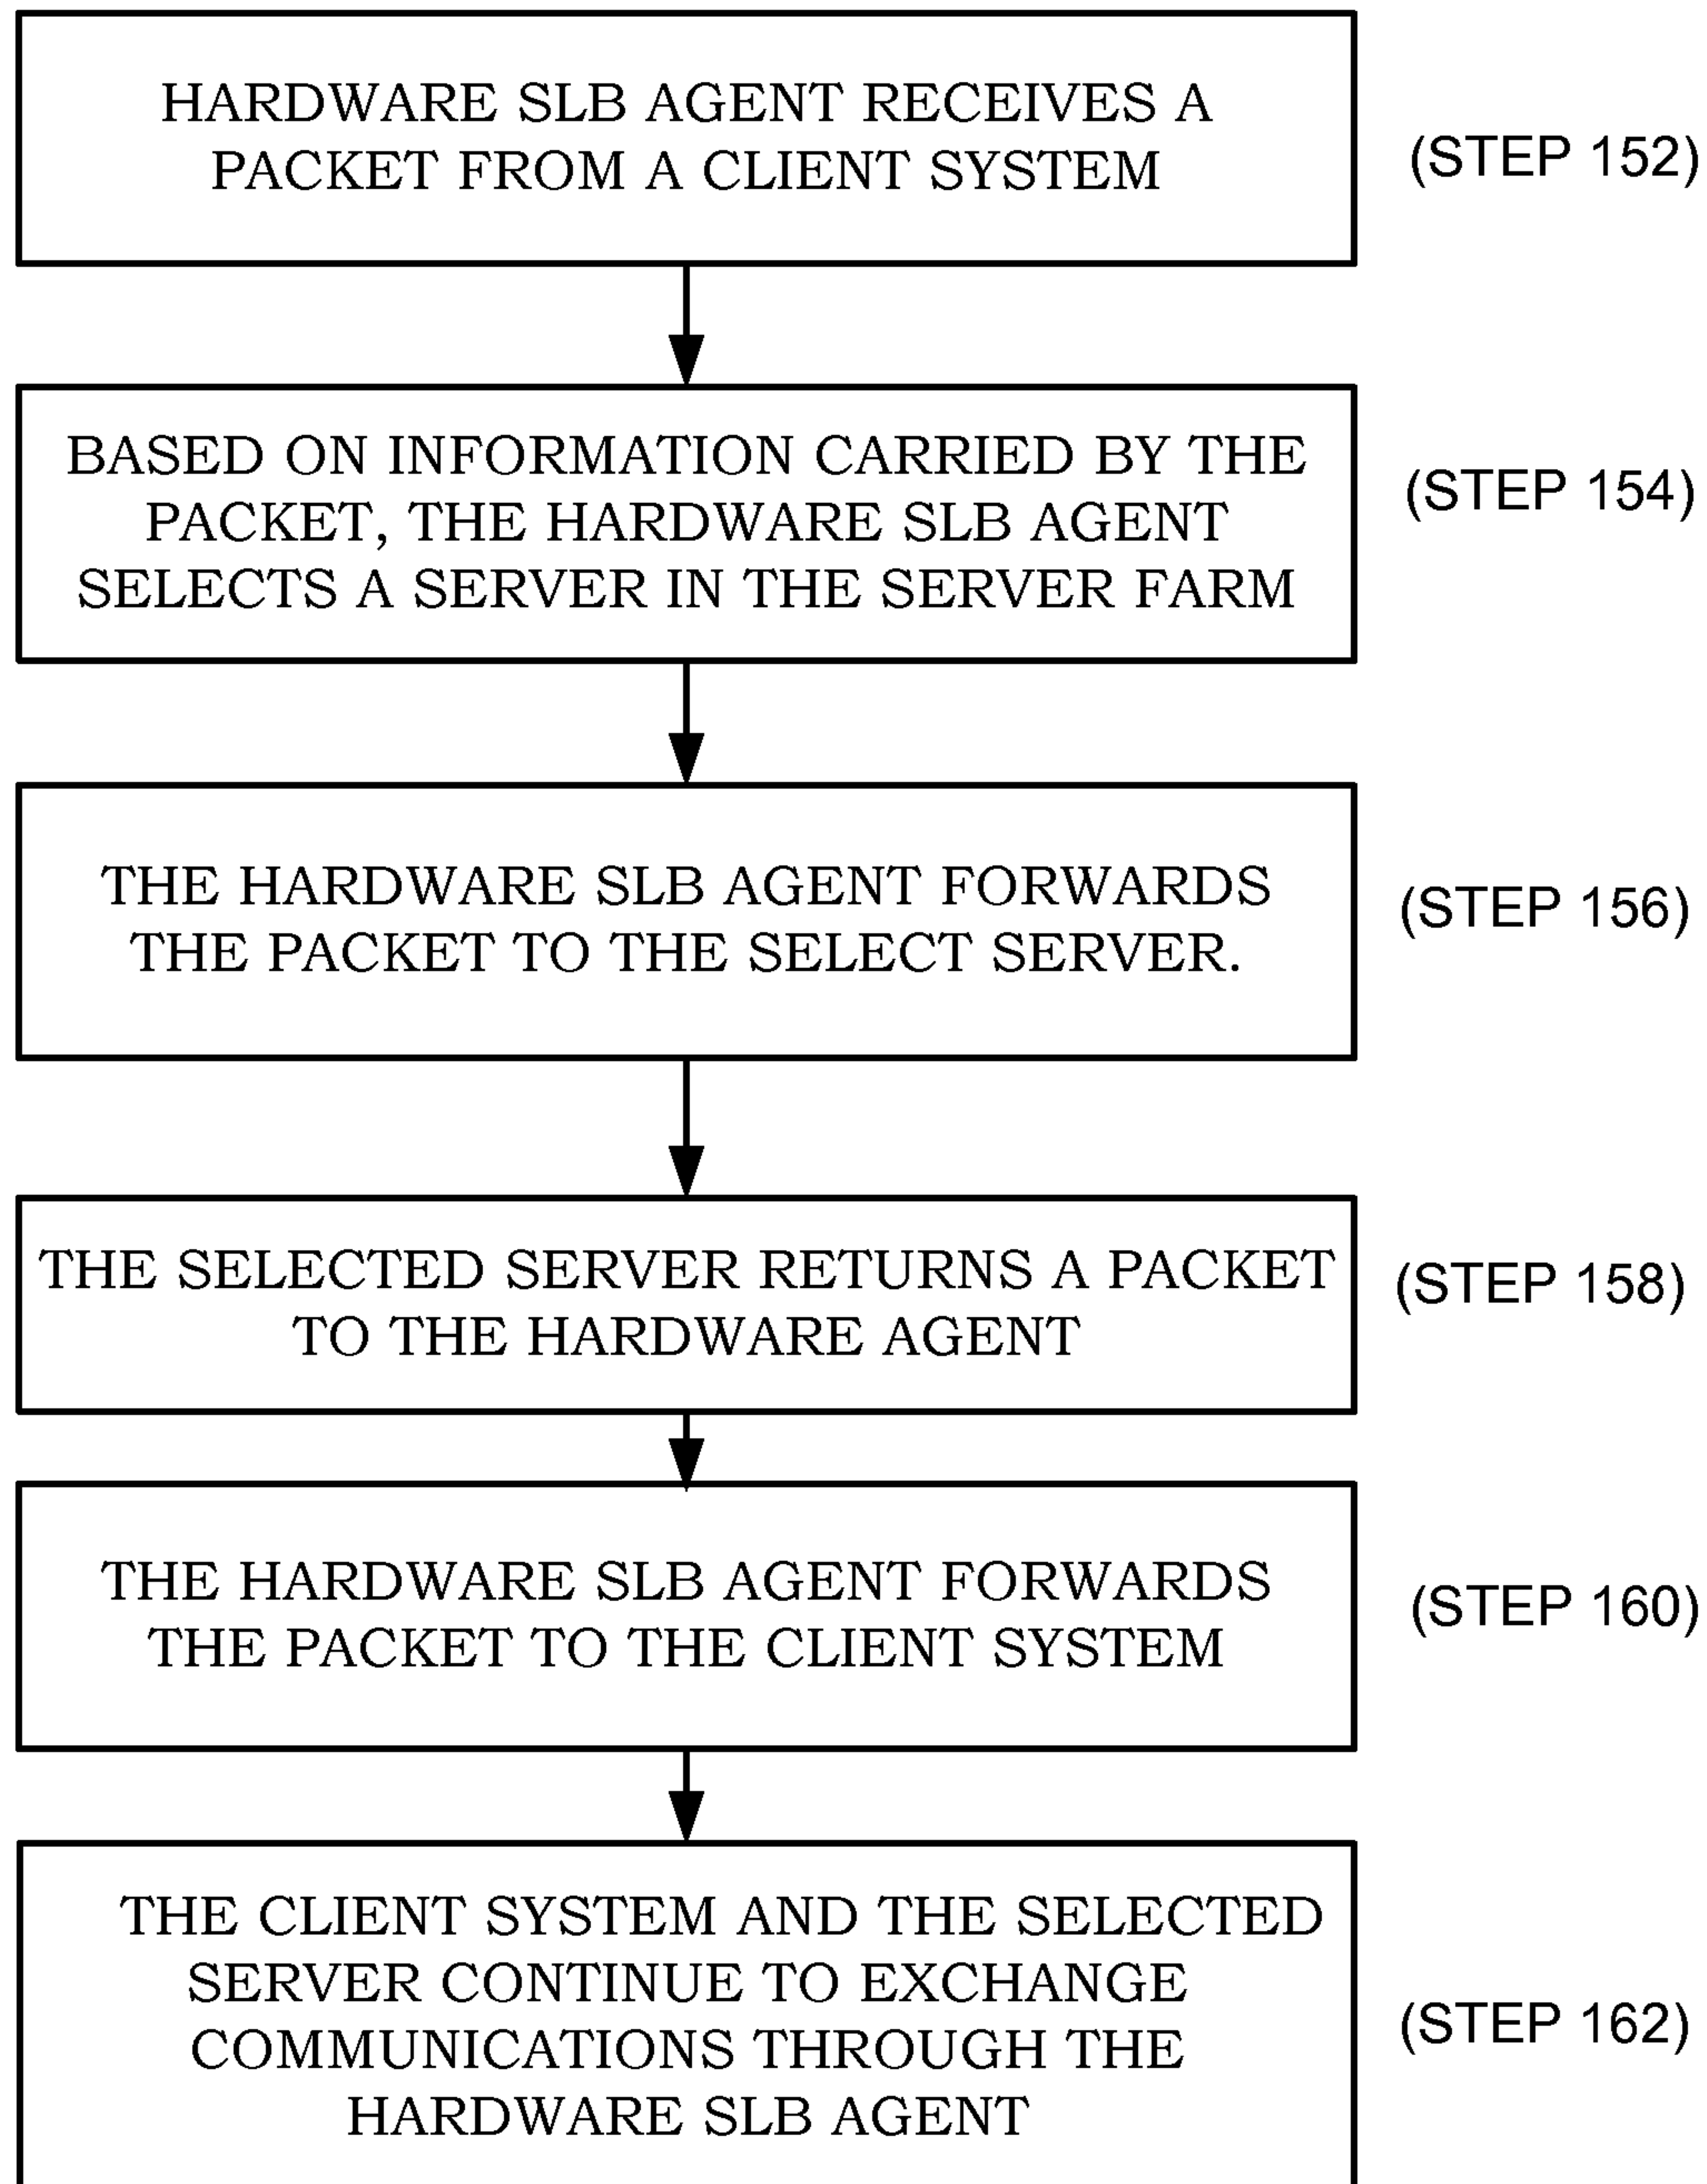 HARDWARE SLB AGENT RECEIVES A
PACKET FROM A CLIENT SYSTEM
(STEP 152)
BASED ON INFORMATION CARRIED BY THE
PACKET, THE HARDWARE SLB AGENT
SELECTS A SERVER IN THE SERVER FARM
(STEP 154)
THE HARDWARE SLB AGENT FORWARDS
THE PACKET TO THE SELECT SERVER.
(STEP 156)
THE SELECTED SERVER RETURNS A PACKET
TO THE HARDWARE AGENT
(STEP 158)
THE HARDWARE SLB AGENT FORWARDS
THE PACKET TO THE CLIENT SYSTEM
(STEP 160)
THE CLIENT SYSTEM AND THE SELECTED
SERVER CONTINUE TO EXCHANGE
COMMUNICATIONS THROUGH THE
HARDWARE SLB AGENT
(STEP 162)